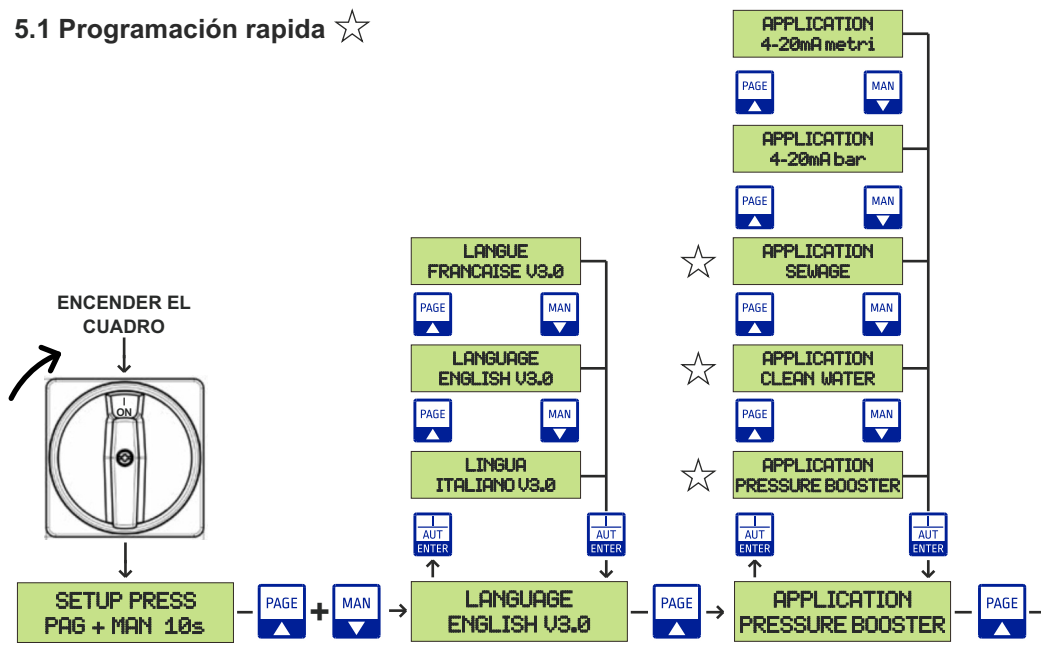 5.1 Programación rapida
APPLICATION
4-20mA metri
PAGE
MAN
APPLICATION
4-20mA bar
PAGE
MAN
LANGUE
FRANCAISE V3.0
APPLICATION
SEWAGE
ENCENDER EL
CUADRO
PAGE
MAN
PAGE
MAN
LANGUAGE
ENGLISH V3.0
APPLICATION
CLEAN WATER
I
ON
PAGE
MAN
PAGE
MAN
LINGUA
ITALIANO V3.0
APPLICATION
PRESSURE BOOSTER
I
AUT
ENTER
I
AUT
ENTER
I
AUT
ENTER
I
AUT
ENTER
SETUP PRESS
PAG + MAN 10s
PAGE
+
MAN
LANGUAGE
ENGLISH V3.0
PAGE
APPLICATION
PRESSURE BOOSTER
PAGE